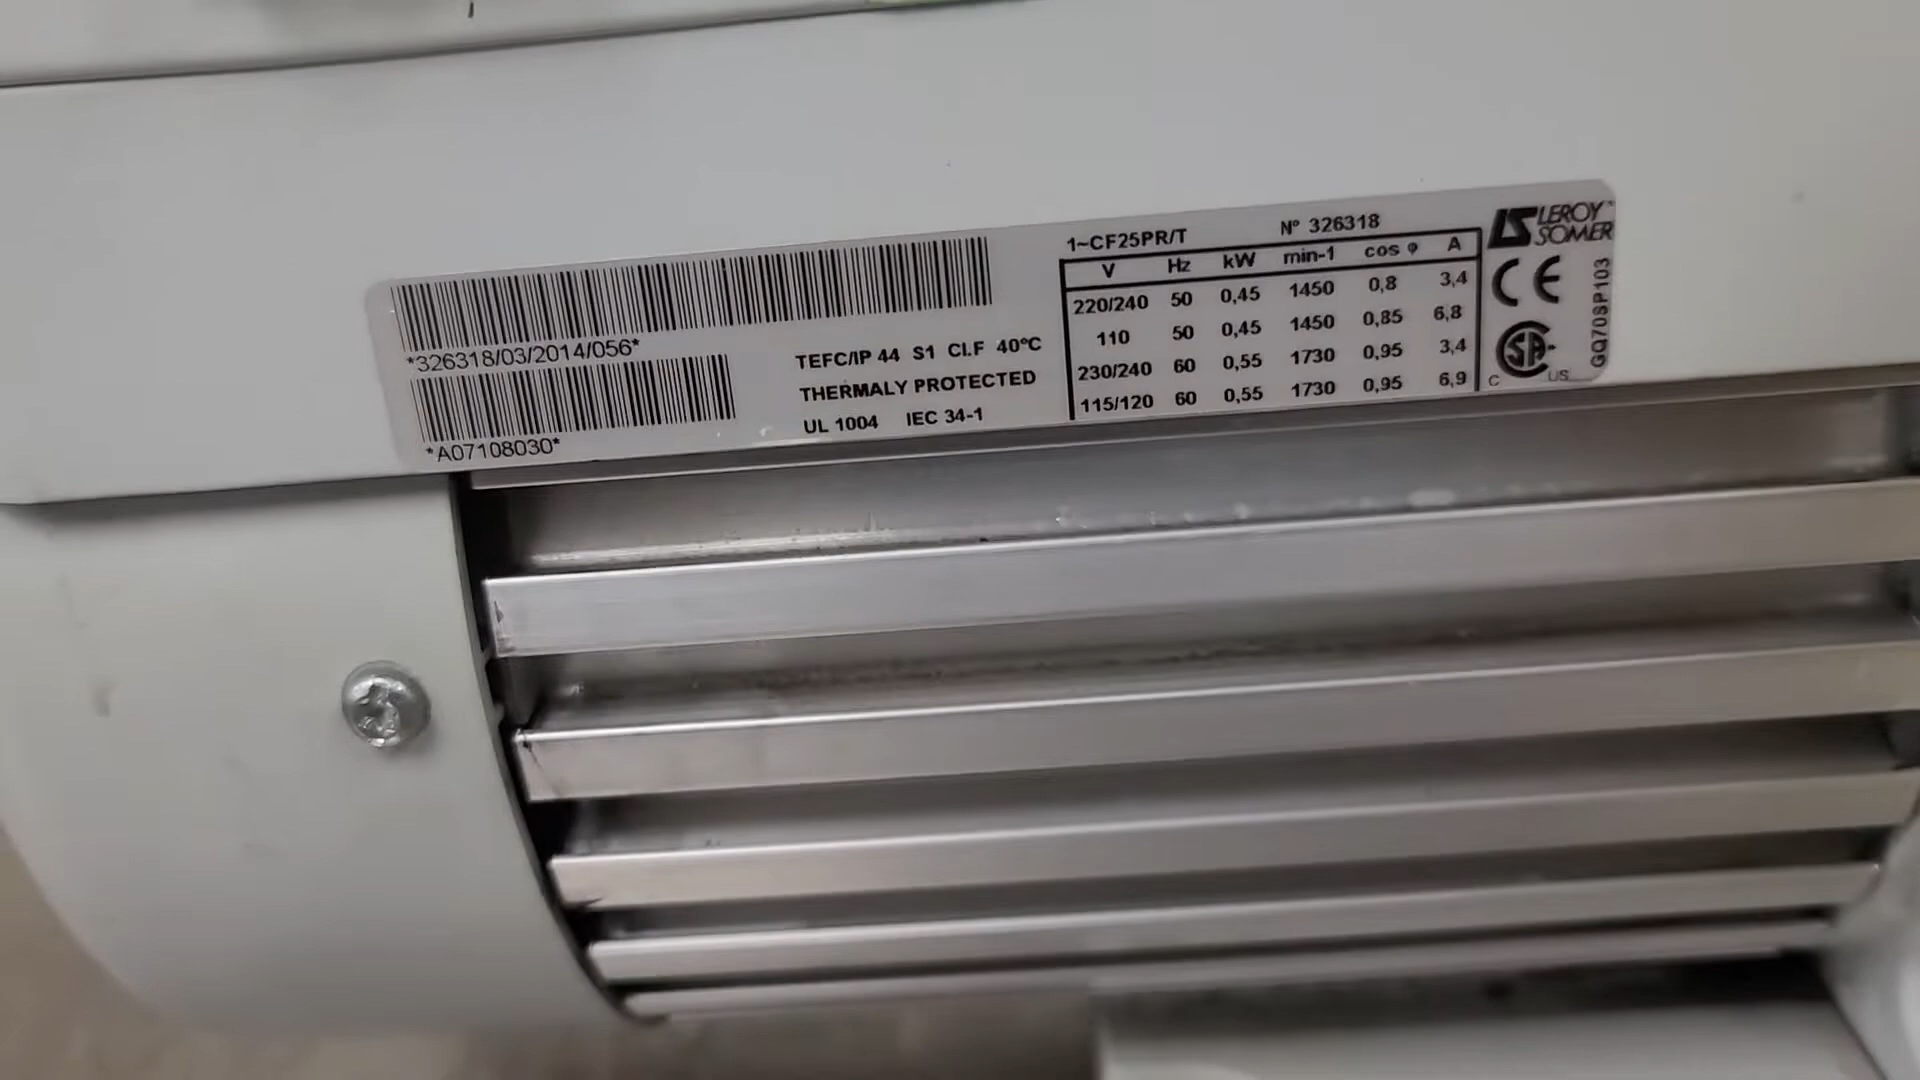 *326318/03/2014/056*
*A07108030*
TEFC/IP 44 S1 Cl.F 40°C
THERMALY PROTECTED
UL 1004 IEC 34-1
1~CF25PR/T N° 326318
V Hz kW min-1 cos φ A
220/240 50 0,45 1450 0,8 3,4
110 50 0,45 1450 0,85 6,8
230/240 60 0,55 1730 0,95 3,4
115/120 60 0,55 1730 0,95 6,9
LS LEROY
SOMER
CE
C SA US
GQ70SP103